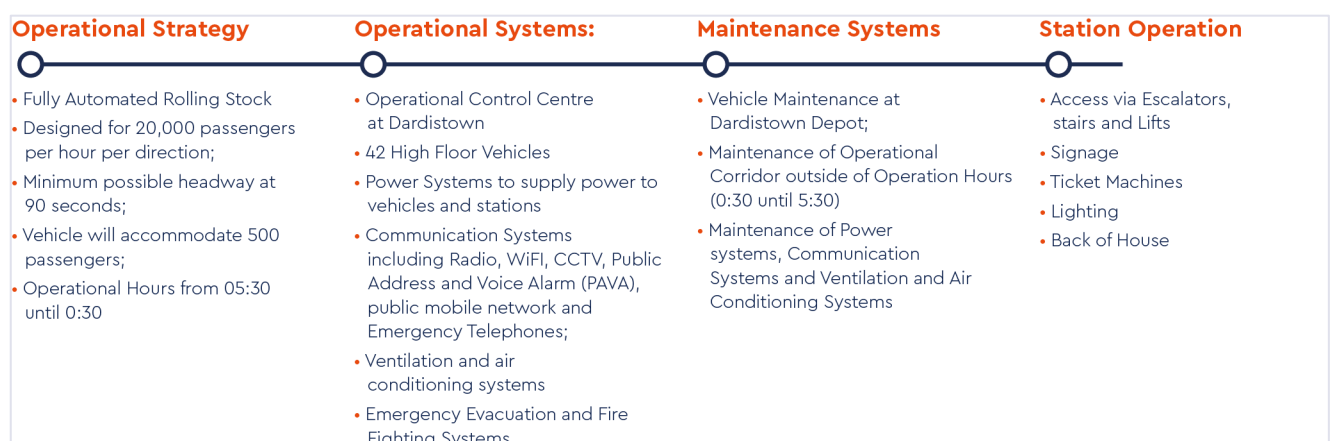 Operational Strategy
• Fully Automated Rolling Stock
• Designed for 20,000 passengers
per hour per direction;
• Minimum possible headway at
90 seconds;
• Vehicle will accommodate 500
passengers;
• Operational Hours from 05:30
until 0:30
Operational Systems:
• Operational Control Centre
at Dardistown
• 42 High Floor Vehicles
• Power Systems to supply power to
vehicles and stations
• Communication Systems
including Radio, WiFI, CCTV, Public
Address and Voice Alarm (PAVA),
public mobile network and
Emergency Telephones;
• Ventilation and air
conditioning systems
• Emergency Evacuation and Fire
Fighting Systems
Maintenance Systems
• Vehicle Maintenance at
Dardistown Depot;
• Maintenance of Operational
Corridor outside of Operation Hours
(0:30 until 5:30)
• Maintenance of Power
systems, Communication
Systems and Ventilation and Air
Conditioning Systems
Station Operation
• Access via Escalators,
stairs and Lifts
• Signage
• Ticket Machines
• Lighting
• Back of House